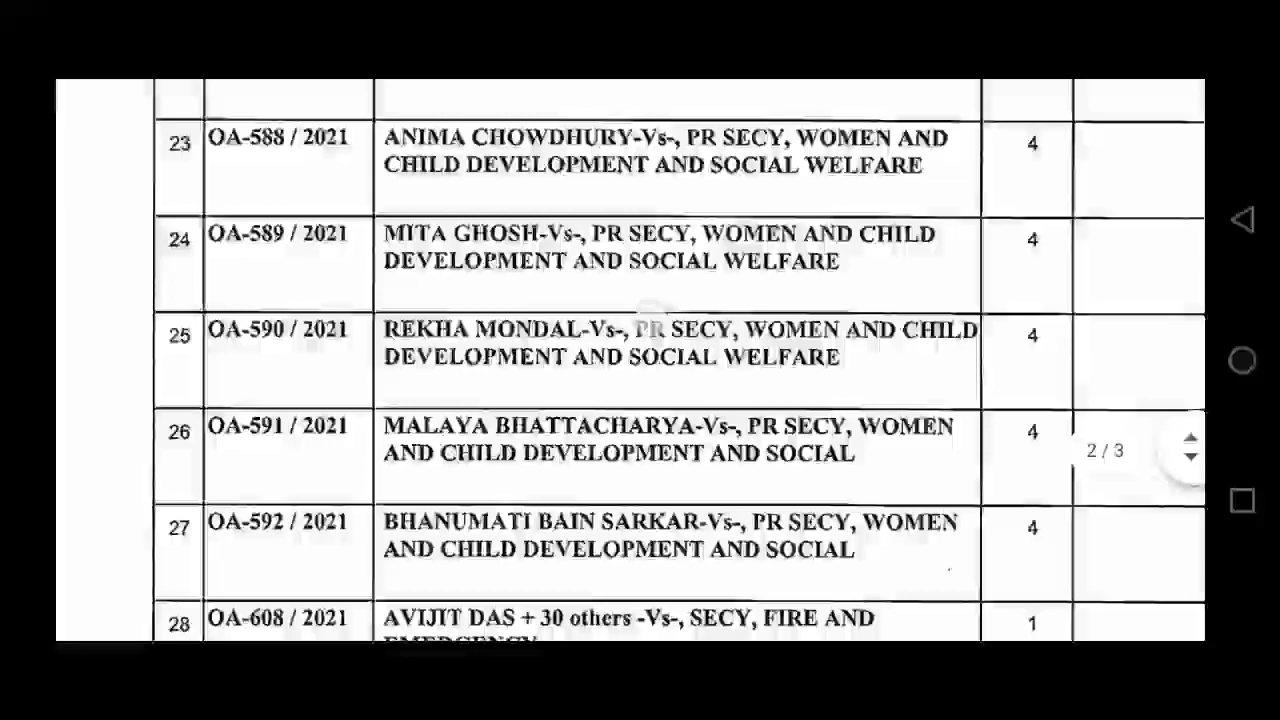 23 OA-588 / 2021 ANIMA CHOWDHURY-Vs-, PR SECY, WOMEN AND 4
CHILD DEVELOPMENT AND SOCIAL WELFARE
24 OA-589 / 2021 MITA GHOSH-Vs-, PR SECY, WOMEN AND CHILD 4
DEVELOPMENT AND SOCIAL WELFARE
25 OA-590 / 2021 REKHA MONDAL-Vs-, PR SECY, WOMEN AND CHILD 4
DEVELOPMENT AND SOCIAL WELFARE
26 OA-591 / 2021 MALAYA BHATTACHARYA-Vs-, PR SECY, WOMEN 4
AND CHILD DEVELOPMENT AND SOCIAL
2 / 3
27 OA-592 / 2021 BHANUMATI BAIN SARKAR-Vs-, PR SECY, WOMEN 4
AND CHILD DEVELOPMENT AND SOCIAL
28 OA-608 / 2021 AVIJIT DAS + 30 others -Vs-, SECY, FIRE AND 1
EMERGENCY